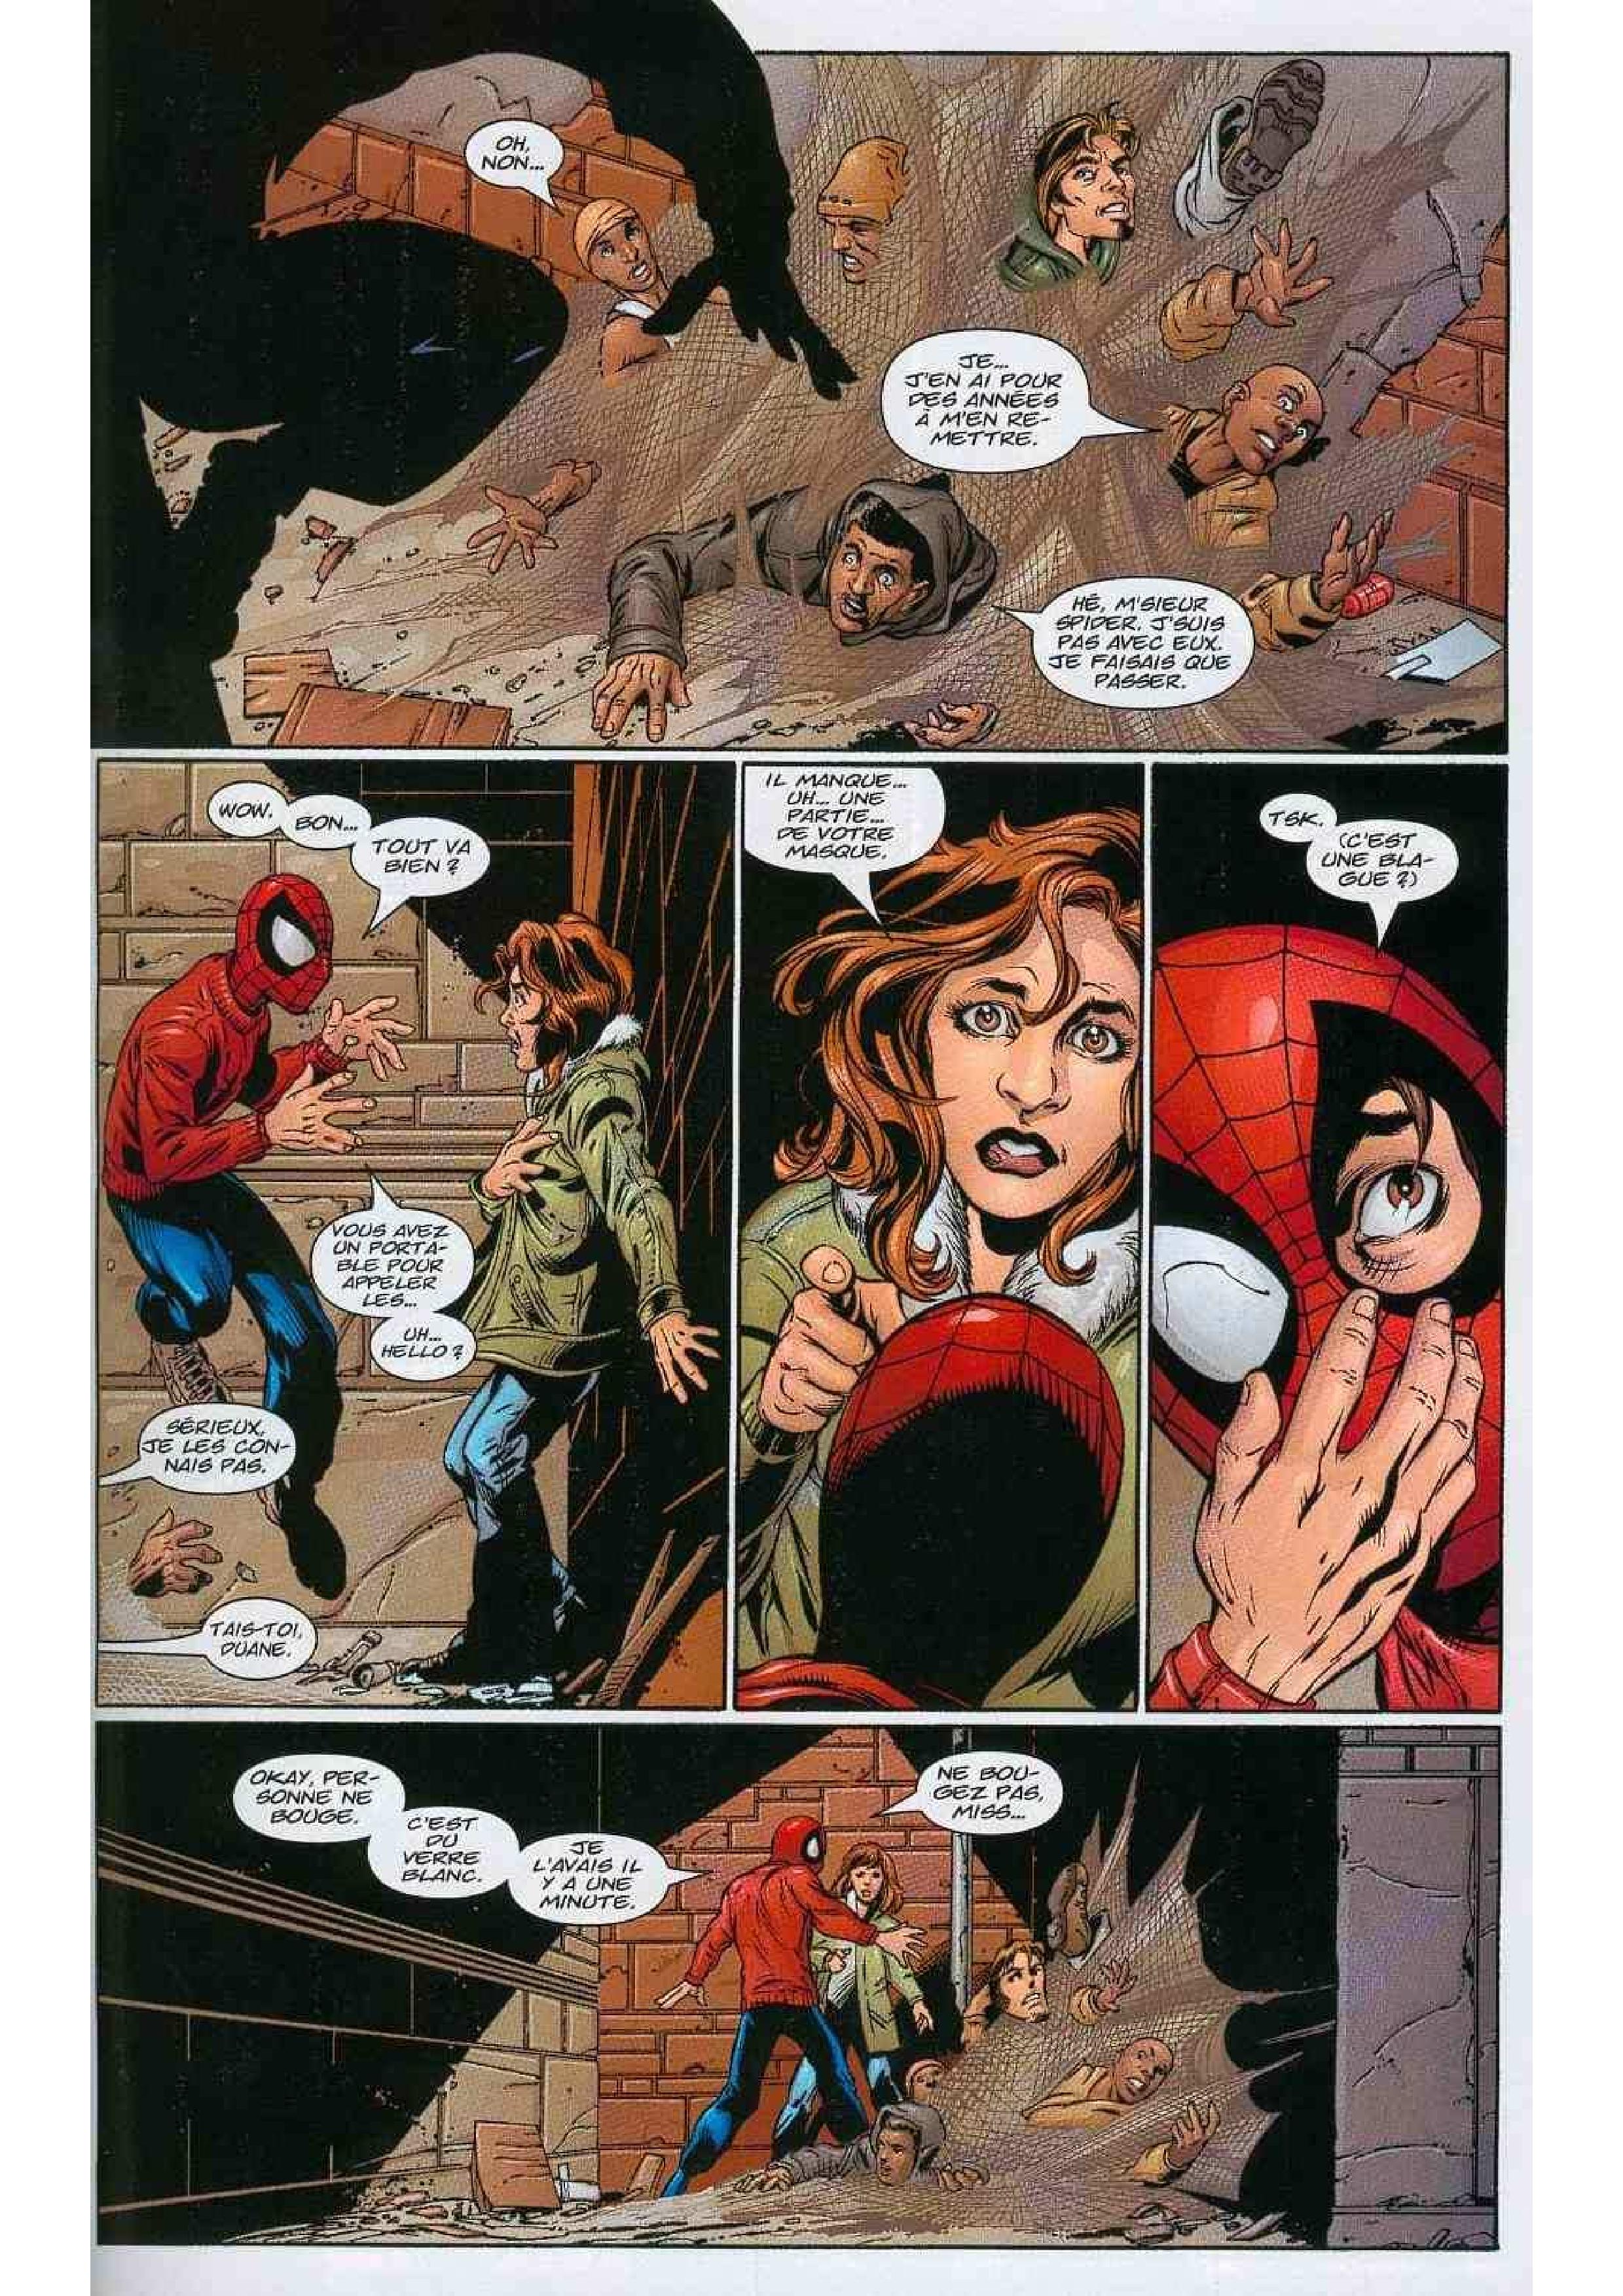 OH,
NON...
JE...
J'EN AI POUR
DES ANNÉES
À M'EN RE-
METTRE.
HÉ, M'SIEUR
SPIDER. J'SUIS
PAS AVEC EUX.
JE FAISAIS QUE
PASSER.
WOW.
BON...
TOUT VA
BIEN ?
VOUS AVEZ
UN PORTA-
BLE POUR
APPELER
LES...
UH...
HELLO ?
SÉRIEUX,
JE LES CON-
NAIS PAS.
TAIS-TOI,
DUANE.
IL MANQUE...
UH... UNE
PARTIE...
DE VOTRE
MASQUE.
TSK.
(C'EST
UNE BLA-
GUE ?)
OKAY, PER-
SONNE NE
BOUGE.
C'EST
DU
VERRE
BLANC.
JE
L'AVAIS IL
Y A UNE
MINUTE.
NE BOU-
GEZ PAS,
MISS...